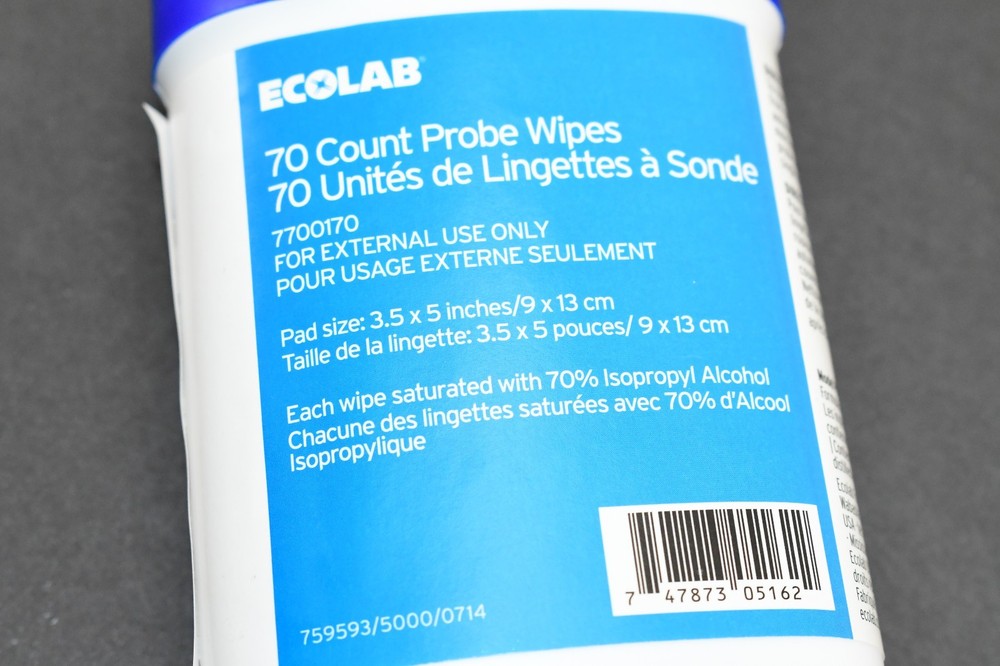 ECOLAB
70 Count Probe Wipes
70 Unités de Lingettes à Sonde
7700170
FOR EXTERNAL USE ONLY
POUR USAGE EXTERNE SEULEMENT
Pad size: 3.5 x 5 inches/9 x 13 cm
Taille de la lingette: 3.5 x 5 pouces/ 9 x 13 cm
Each wipe saturated with 70% Isopropyl Alcohol
Chacune des lingettes saturées avec 70% d'Alcool
Isopropylique
7 47873 05162
759593/5000/0714